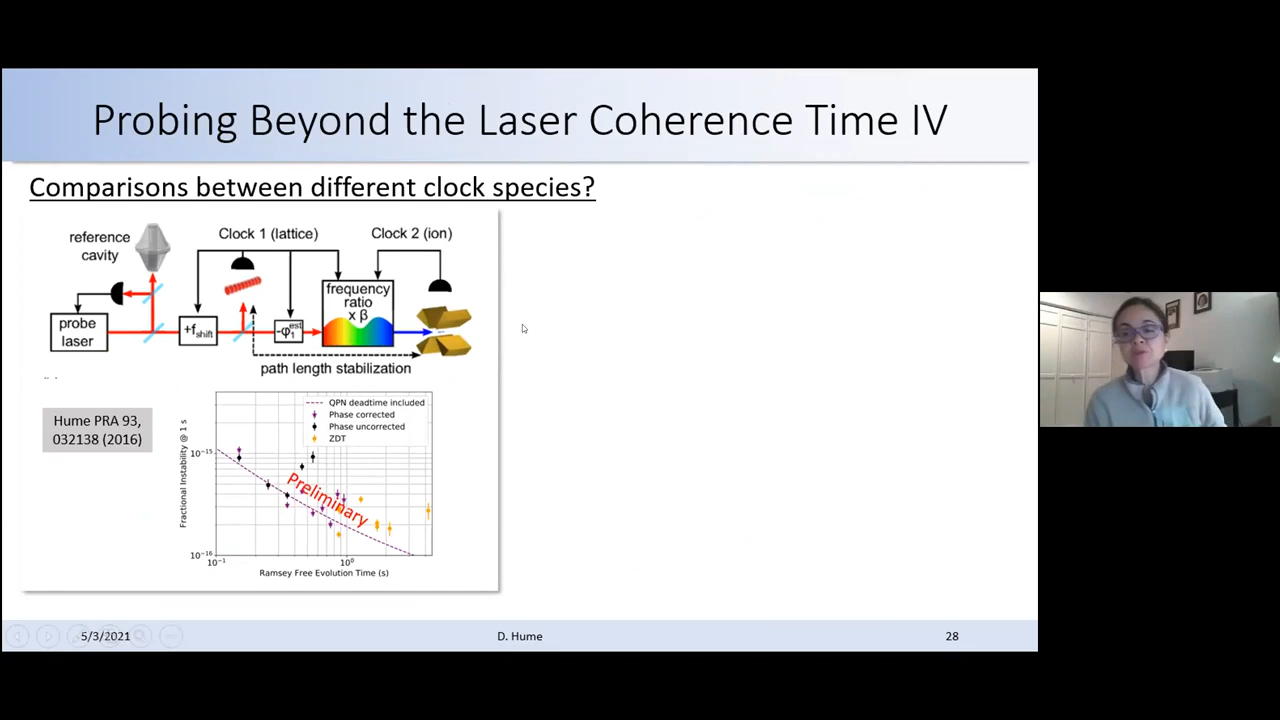 Probing Beyond the Laser Coherence Time IV
Comparisons between different clock species?
reference
cavity
Clock 1 (lattice)
Clock 2 (ion)
probe
laser
+fshift
-φ1est
frequency
ratio
x β
path length stabilization
Hume PRA 93,
032138 (2016)
QPN deadtime included
Phase corrected
Phase uncorrected
ZDT
Preliminary
Fractional Instability @ 1 s
10⁻¹⁵
10⁻¹⁶
10⁻¹
10⁰
Ramsey Free Evolution Time (s)
5/3/2021
D. Hume
28